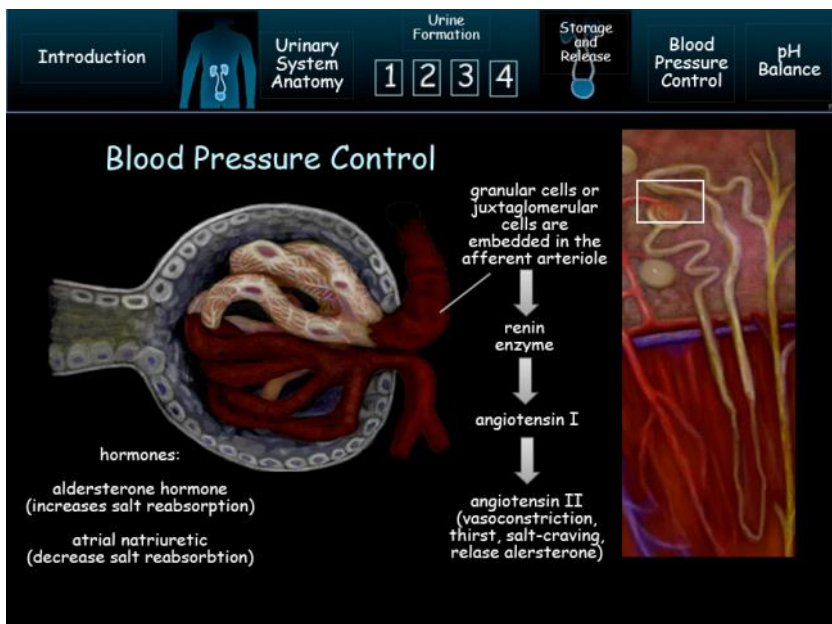 Introduction
Urinary
System
Anatomy
Urine
Formation
1 2 3 4
Storage
and
Release
Blood
Pressure
Control
pH
Balance
Blood Pressure Control
granular cells or
juxtaglomerular
cells are
embedded in the
afferent arteriole
renin
enzyme
angiotensin I
angiotensin II
(vasoconstriction,
thirst, salt-craving,
relase alersterone)
hormones:
aldersterone hormone
(increases salt reabsorption)
atrial natriuretic
(decrease salt reabsorbtion)